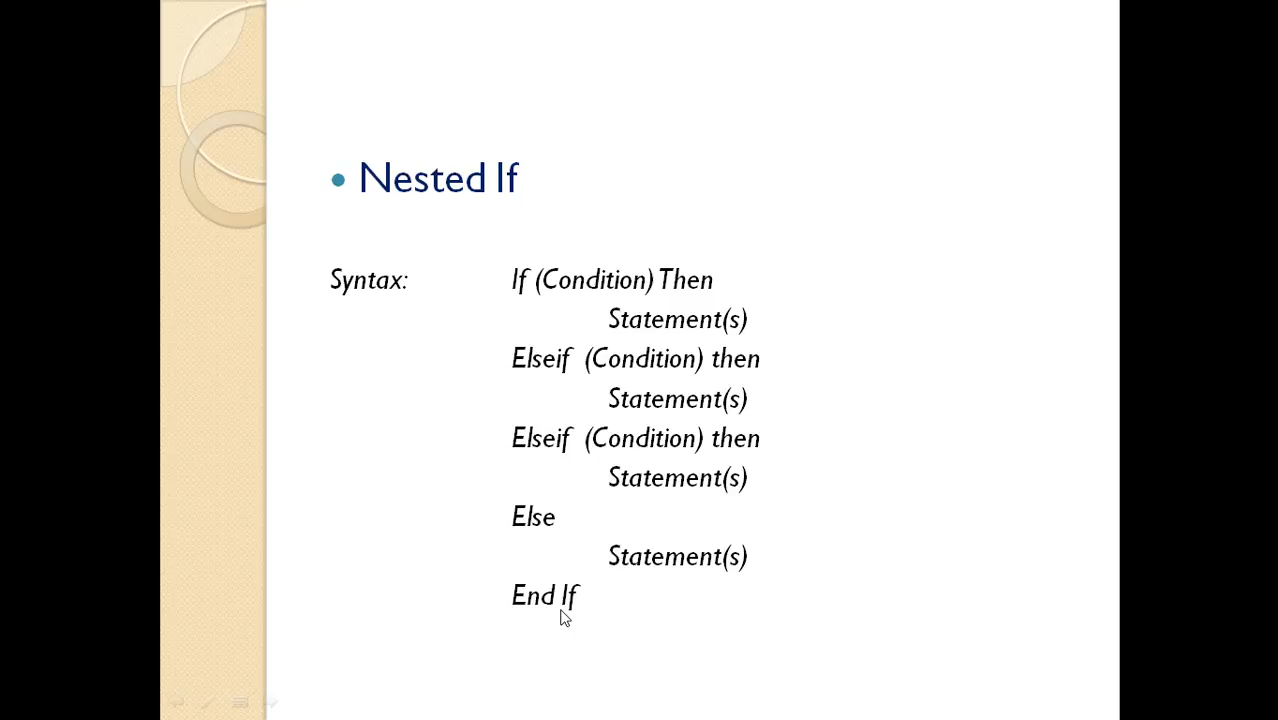 Nested If
Syntax: If (Condition) Then
Statement(s)
Elseif (Condition) then
Statement(s)
Elseif (Condition) then
Statement(s)
Else
Statement(s)
End If